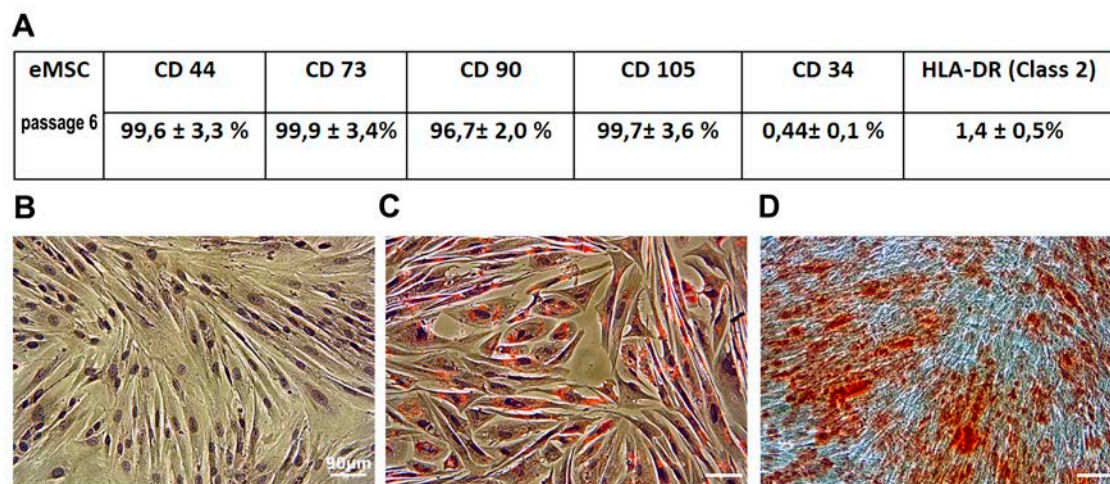 A
eMSC CD 44 CD 73 CD 90 CD 105 CD 34 HLA-DR (Class 2)
passage 6 99,6 ± 3,3 % 99,9 ± 3,4% 96,7± 2,0 % 99,7± 3,6 % 0,44± 0,1 % 1,4 ± 0,5%
B C D
90µm